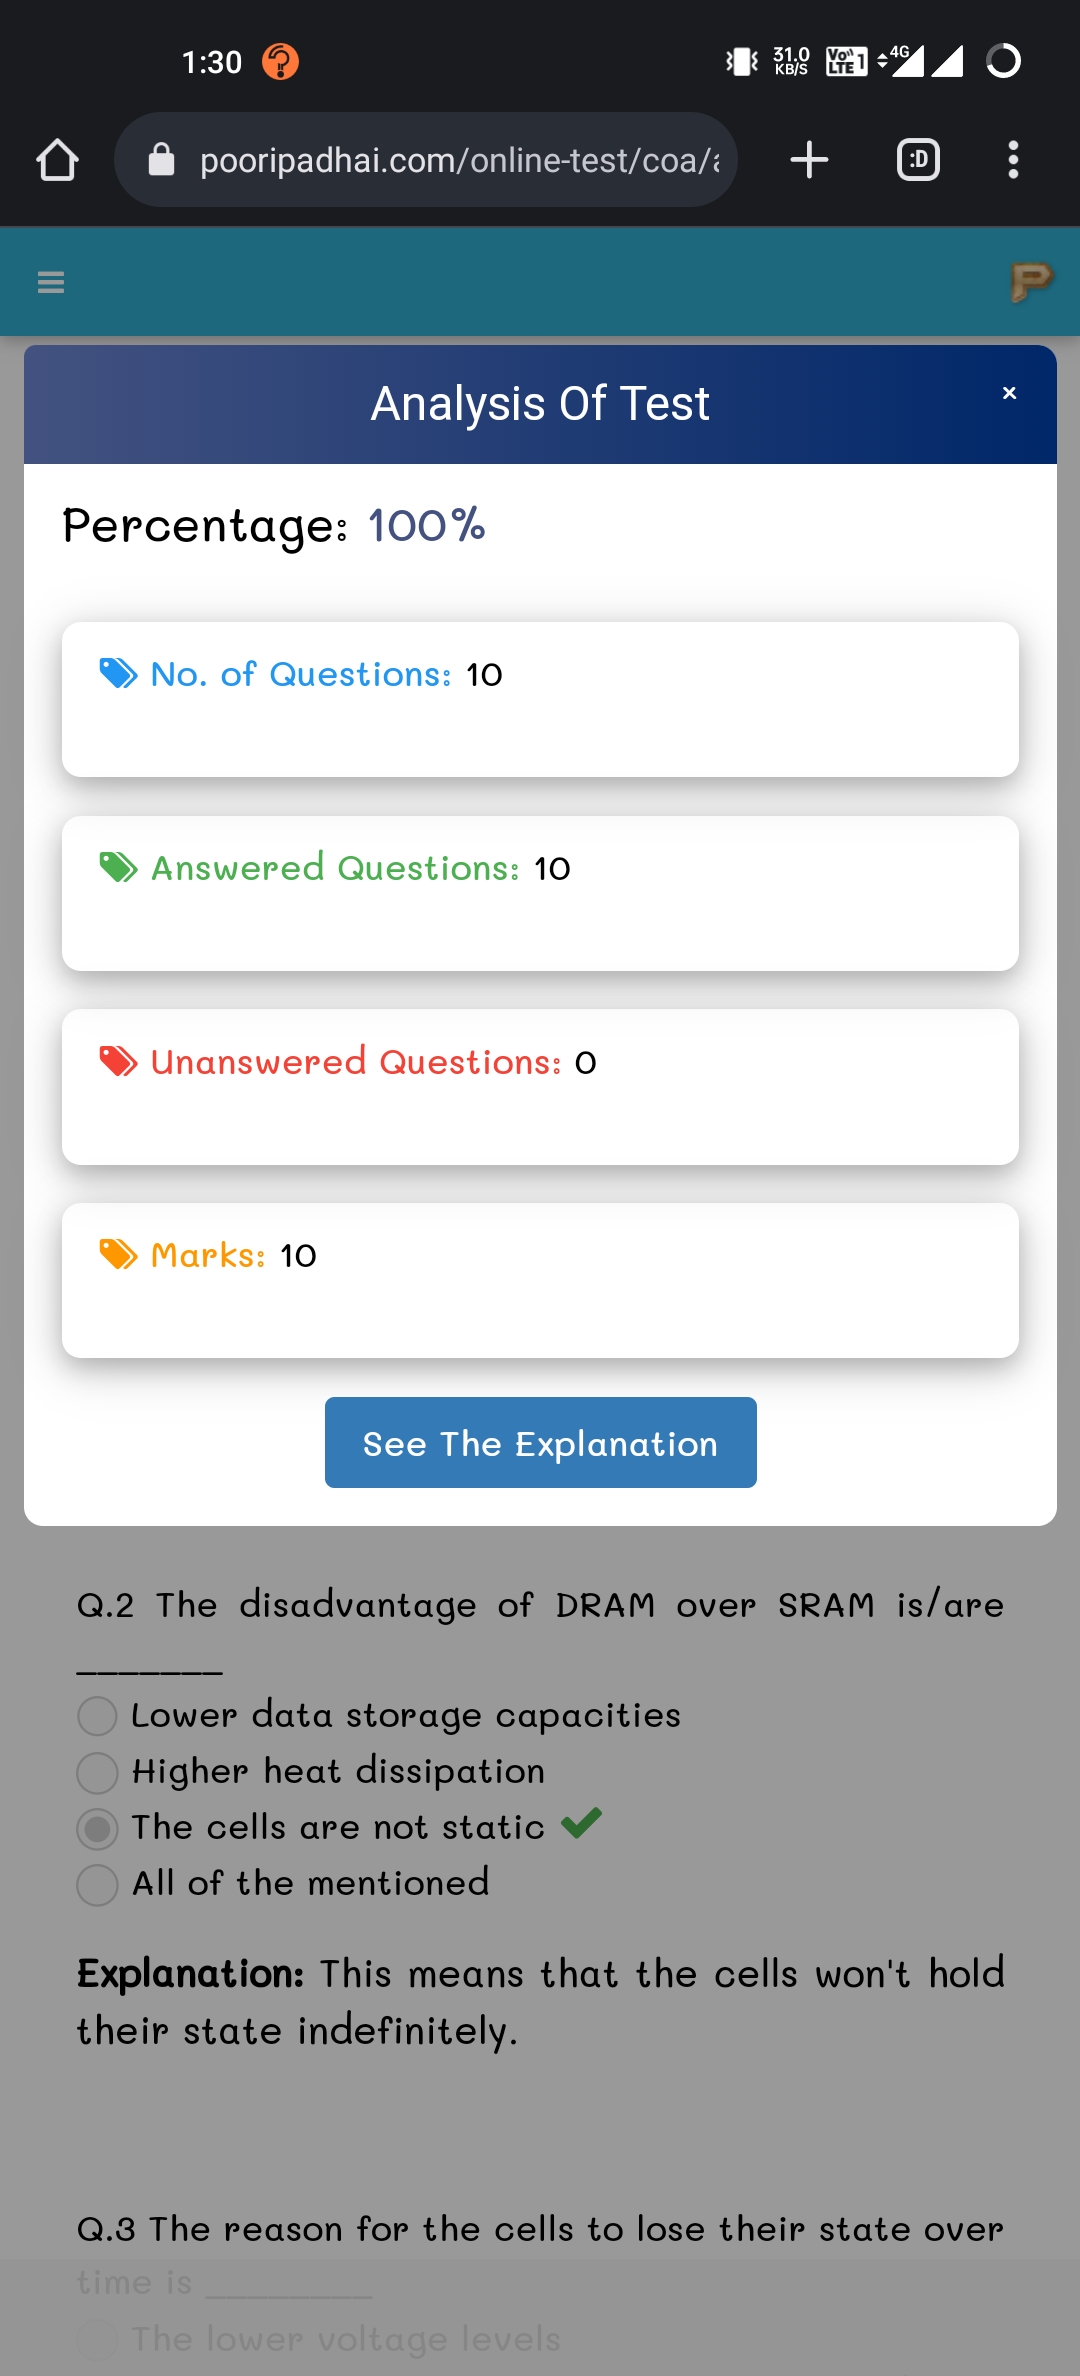 1:30
31.0
KB/S
Vo))
LTE 1
4G
pooripadhai.com/online-test/coa/a
:D
P
Analysis Of Test
×
Percentage: 100%
No. of Questions: 10
Answered Questions: 10
Unanswered Questions: 0
Marks: 10
See The Explanation
Q.2 The disadvantage of DRAM over SRAM is/are
_______
Lower data storage capacities
Higher heat dissipation
The cells are not static
All of the mentioned
Explanation: This means that the cells won't hold
their state indefinitely.
Q.3 The reason for the cells to lose their state over
time is ________
The lower voltage levels